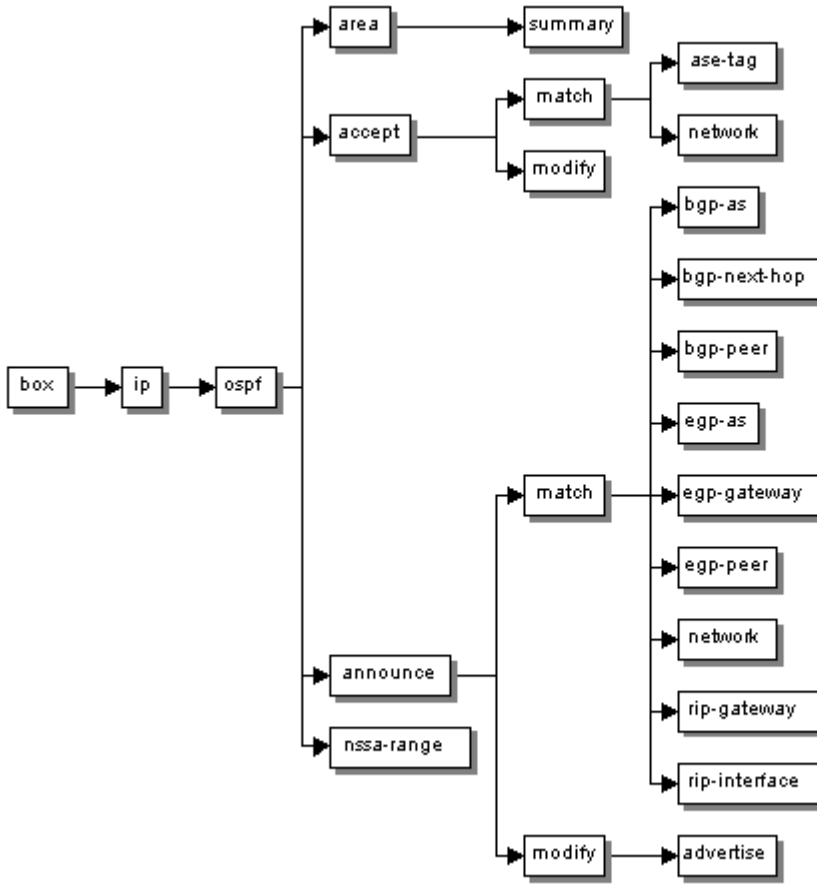 area
summary
ase-tag
match
accept
network
modify
bgp-as
bgp-next-hop
bgp-peer
box
ip
ospf
egp-as
match
egp-gateway
egp-peer
network
announce
rip-gateway
nssa-range
rip-interface
modify
advertise